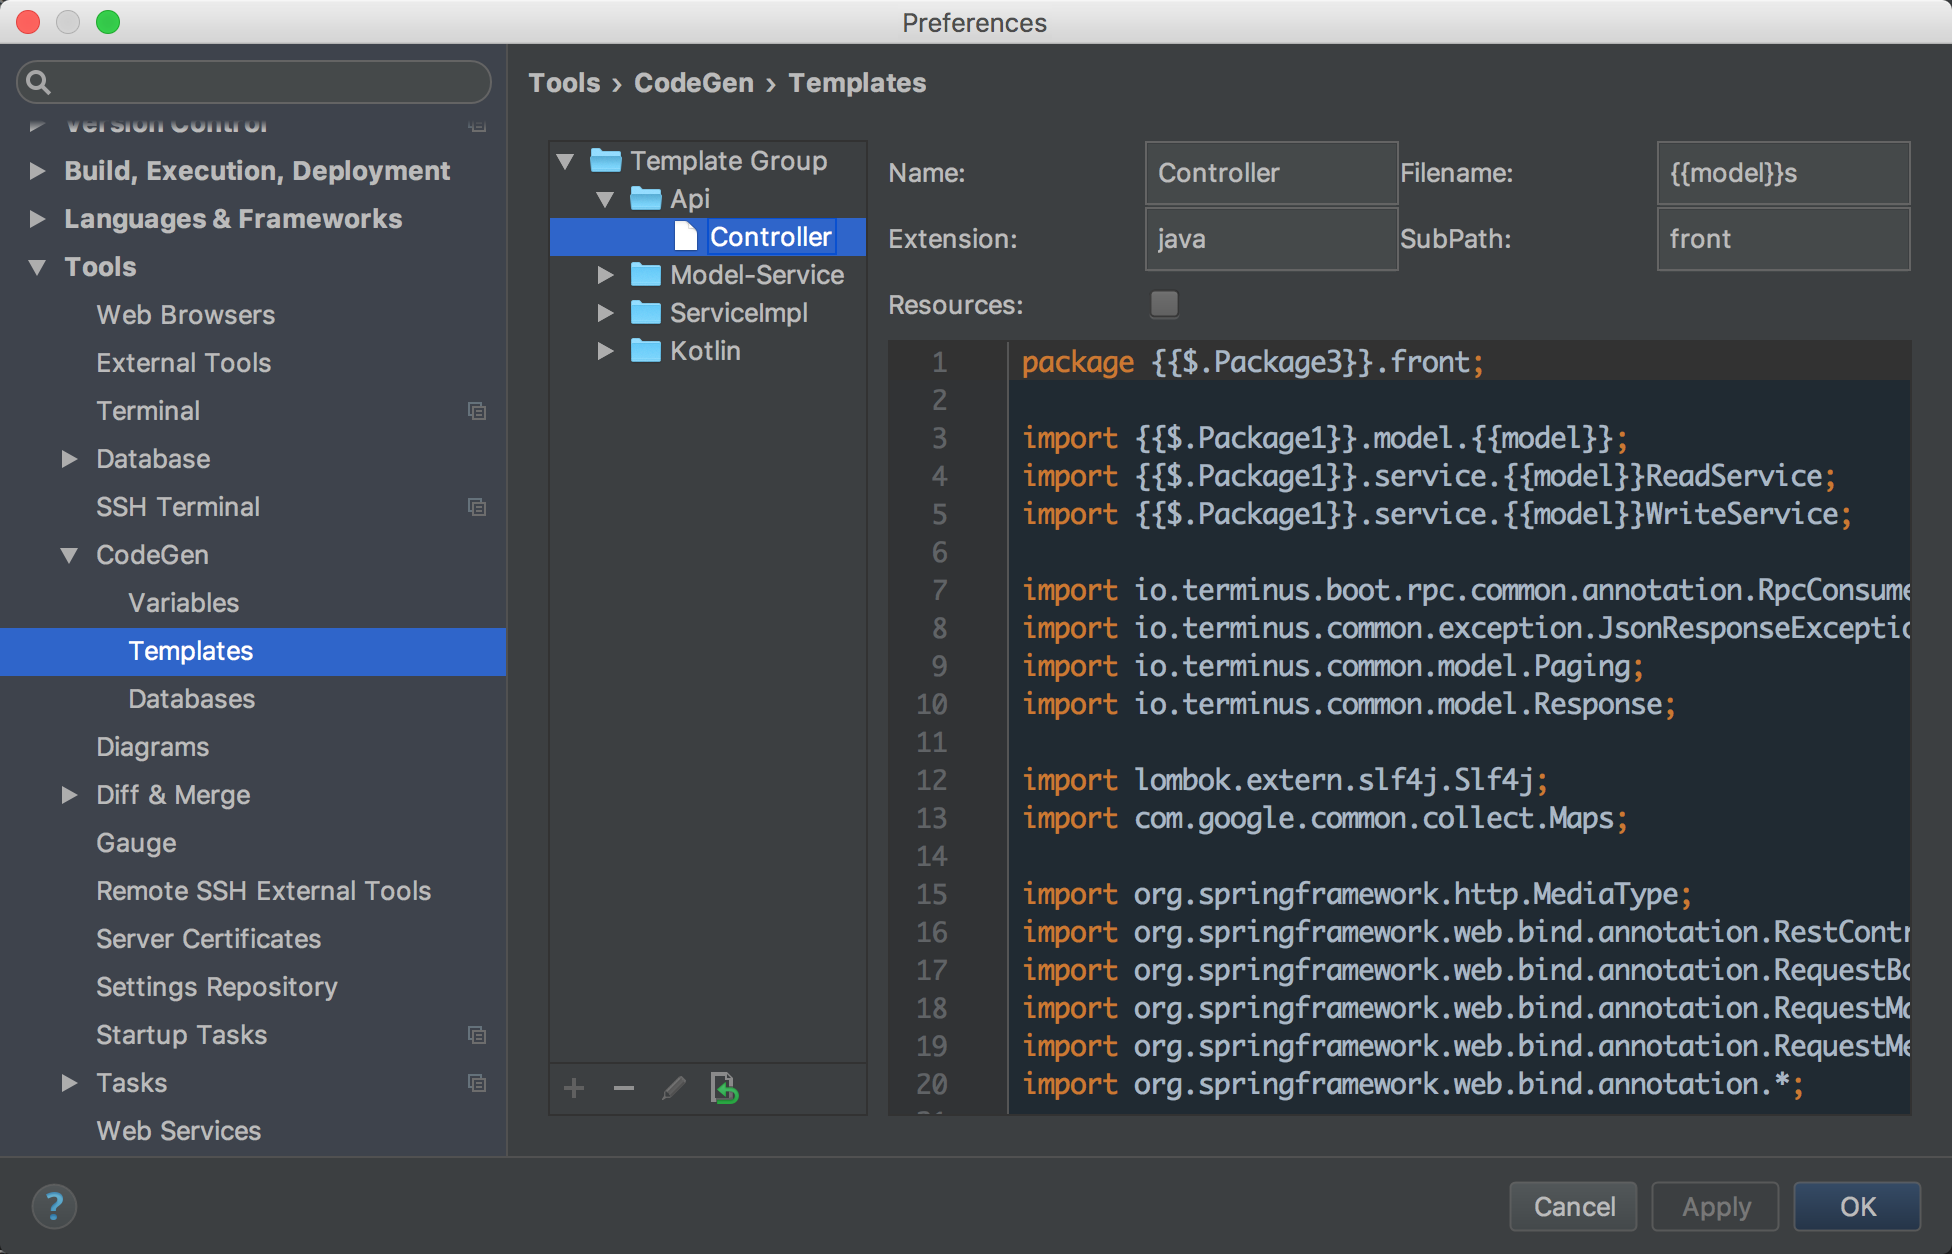 Preferences
Version Control
Build, Execution, Deployment
Languages & Frameworks
Tools
Web Browsers
External Tools
Terminal
Database
SSH Terminal
CodeGen
Variables
Templates
Databases
Diagrams
Diff & Merge
Gauge
Remote SSH External Tools
Server Certificates
Settings Repository
Startup Tasks
Tasks
Web Services
Tools › CodeGen › Templates
Template Group
Api
Controller
Model-Service
ServiceImpl
Kotlin
Name: Controller Filename: {{model}}s
Extension: java SubPath: front
Resources:
1 package {{$.Package3}}.front;
2
3 import {{$.Package1}}.model.{{model}};
4 import {{$.Package1}}.service.{{model}}ReadService;
5 import {{$.Package1}}.service.{{model}}WriteService;
6
7 import io.terminus.boot.rpc.common.annotation.RpcConsume
8 import io.terminus.common.exception.JsonResponseExceptio
9 import io.terminus.common.model.Paging;
10 import io.terminus.common.model.Response;
11
12 import lombok.extern.slf4j.Slf4j;
13 import com.google.common.collect.Maps;
14
15 import org.springframework.http.MediaType;
16 import org.springframework.web.bind.annotation.RestContr
17 import org.springframework.web.bind.annotation.RequestBo
18 import org.springframework.web.bind.annotation.RequestMa
19 import org.springframework.web.bind.annotation.RequestMe
20 import org.springframework.web.bind.annotation.*;
?
Cancel Apply OK